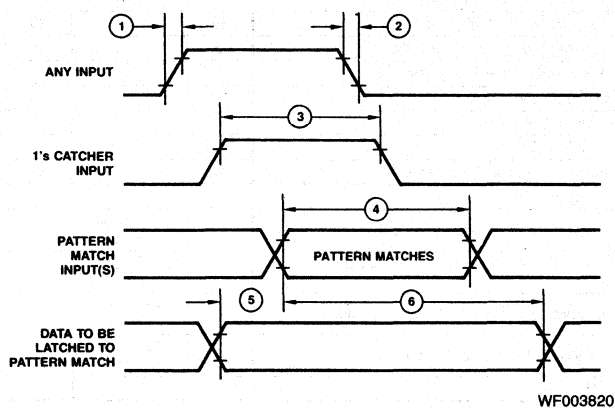 1
2
ANY INPUT
3
1's CATCHER
INPUT
4
PATTERN
MATCH
INPUT(S)
PATTERN MATCHES
5
6
DATA TO BE
LATCHED TO
PATTERN MATCH
WF003820